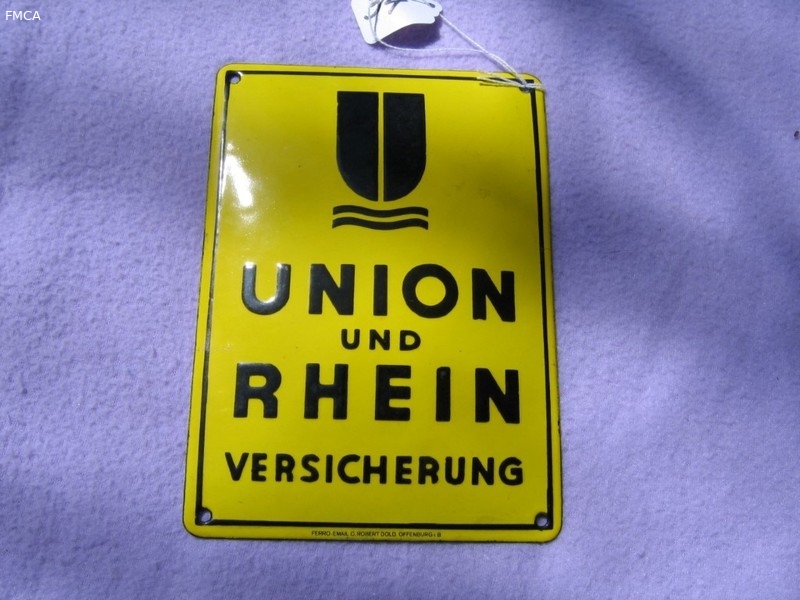 FMCA
UNION
UND
RHEIN
VERSICHERUNG
FERRO-EMAIL C. ROBERT DOLD, OFFENBURG i. B.